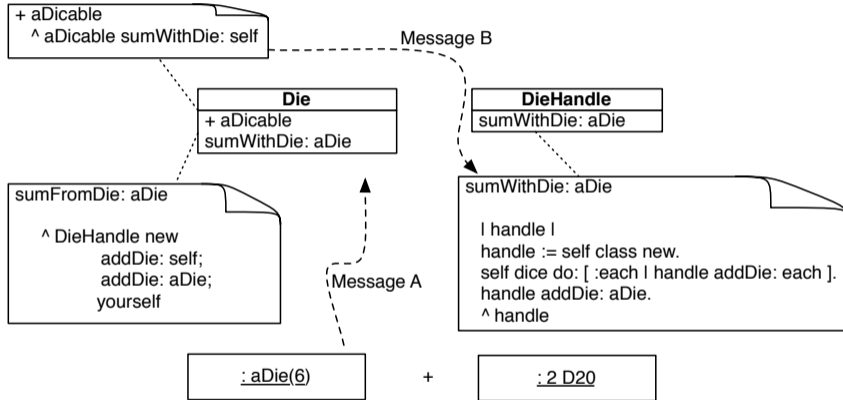 + aDicable
^ aDicable sumWithDie: self
Message B
Die
+ aDicable
sumWithDie: aDie
DieHandle
sumWithDie: aDie
sumFromDie: aDie
^ DieHandle new
addDie: self;
addDie: aDie;
yourself
Message A
sumWithDie: aDie
| handle |
handle := self class new.
self dice do: [ :each | handle addDie: each ].
handle addDie: aDie.
^ handle
: aDie(6)
+
: 2 D20